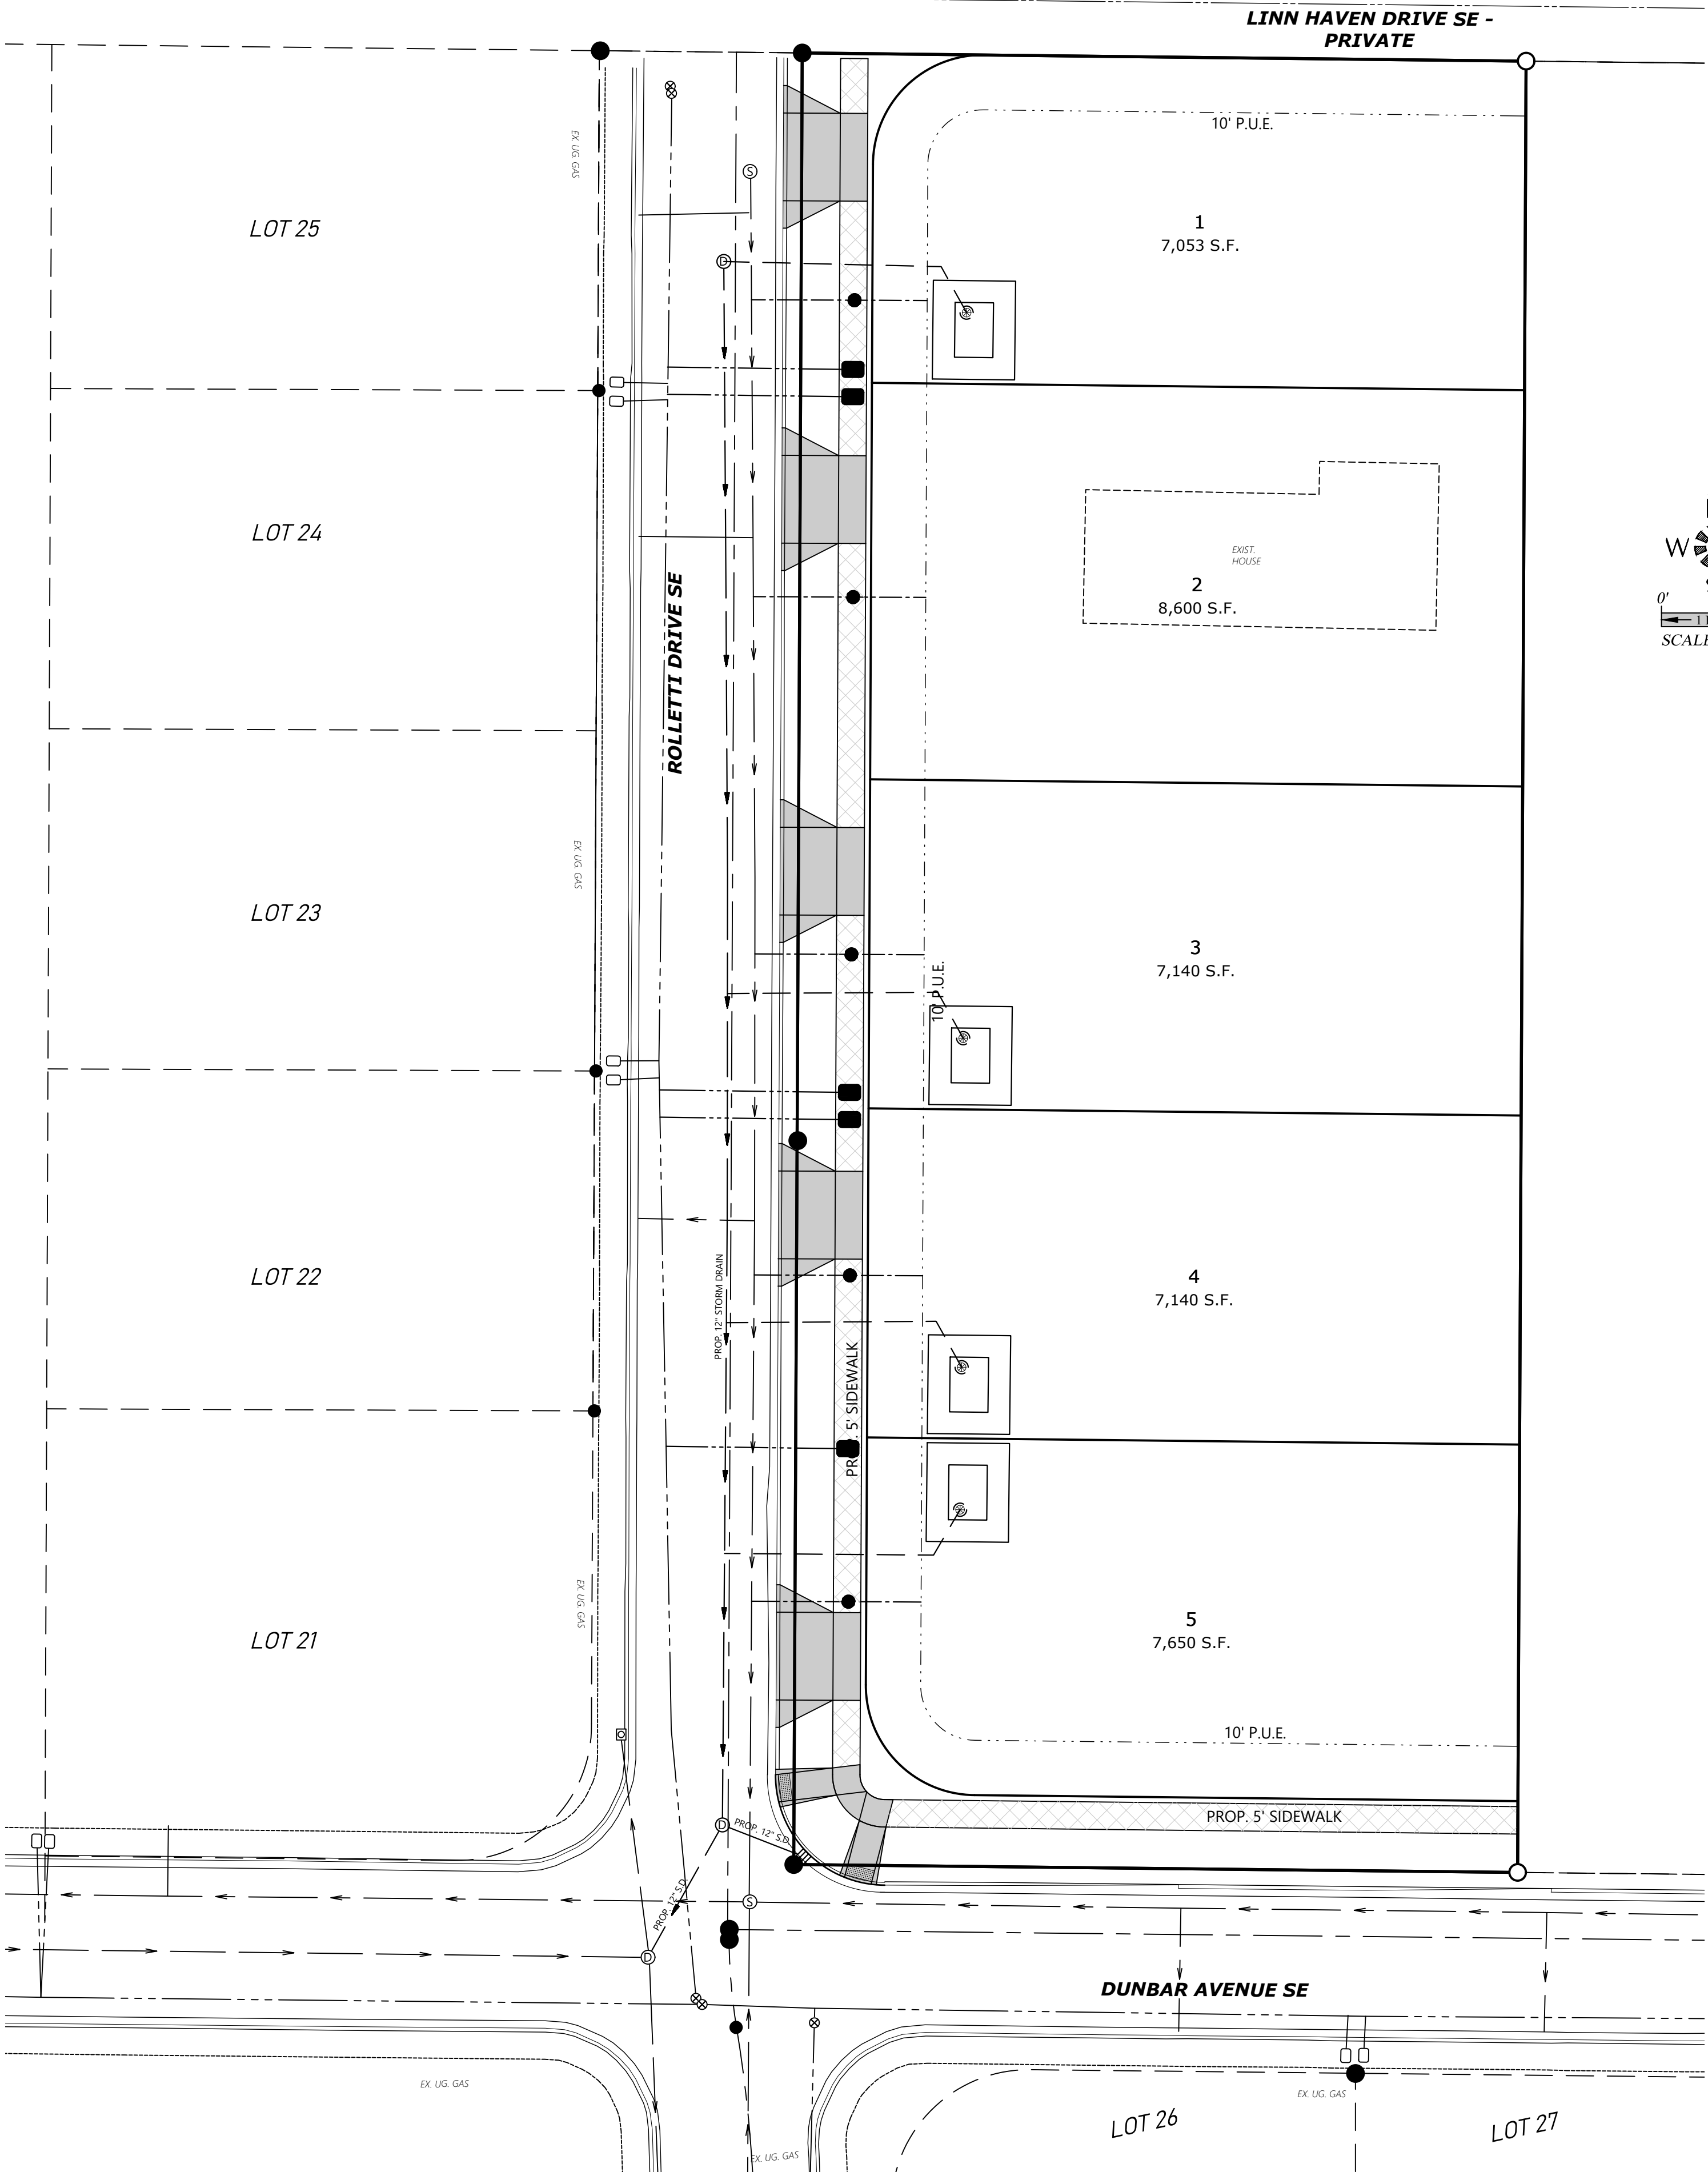 LINN HAVEN DRIVE SE -
PRIVATE
10' P.U.E.
EX. UG. GAS
S
LOT 25
1
7,053 S.F.
D
LOT 24
EXIST.
HOUSE
2
8,600 S.F.
W
0'
SCALE
ROLLETTI DRIVE SE
EX. UG. GAS
LOT 23
3
7,140 S.F.
10' P.U.E.
LOT 22
4
7,140 S.F.
PROP. 12" STORM DRAIN
PROP. 5' SIDEWALK
EX. UG. GAS
LOT 21
5
7,650 S.F.
10' P.U.E.
PROP. 5' SIDEWALK
D
PROP. 12" S.D.
PROP. 12" S.D.
S
D
DUNBAR AVENUE SE
EX. UG. GAS
EX. UG. GAS
LOT 26
LOT 27
EX. UG. GAS